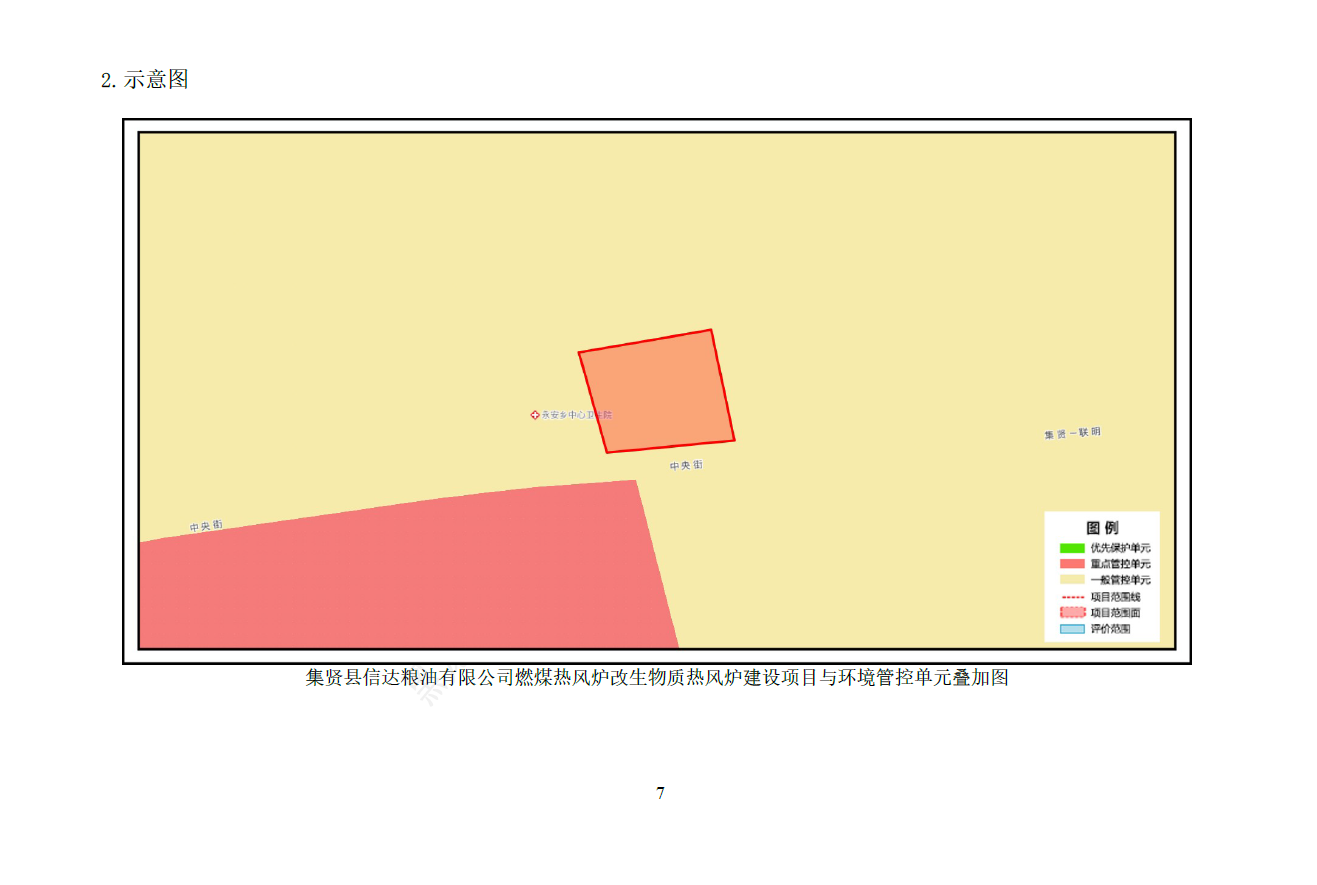 2. 示意图
永安乡中心卫生院
集贤－联明
中央街
中央街
图例
优先保护单元
重点管控单元
一般管控单元
项目范围线
项目范围面
评价范围
集贤县信达粮油有限公司燃煤热风炉改生物质热风炉建设项目与环境管控单元叠加图
7